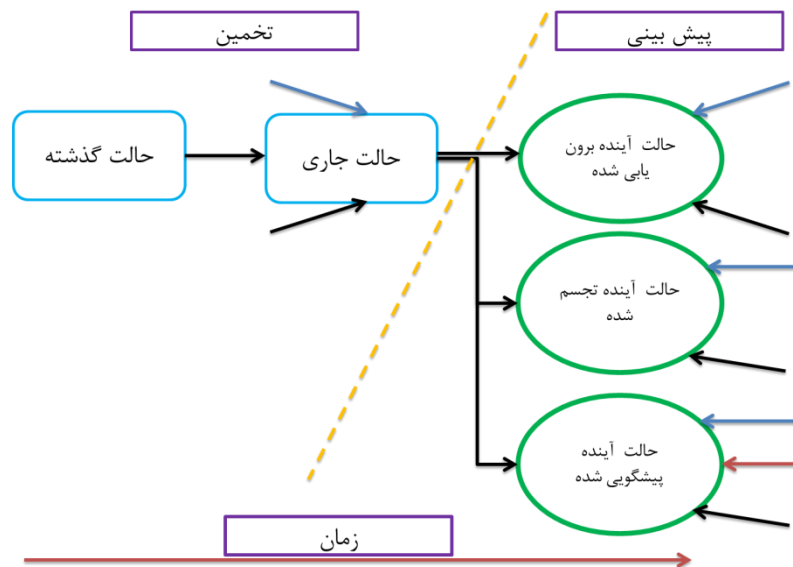 پیش بینی
تخمین
حالت گذشته
حالت جاری
حالت آینده برون
یابی شده
حالت آینده تجسم
شده
حالت آینده
پیشگویی شده
زمان